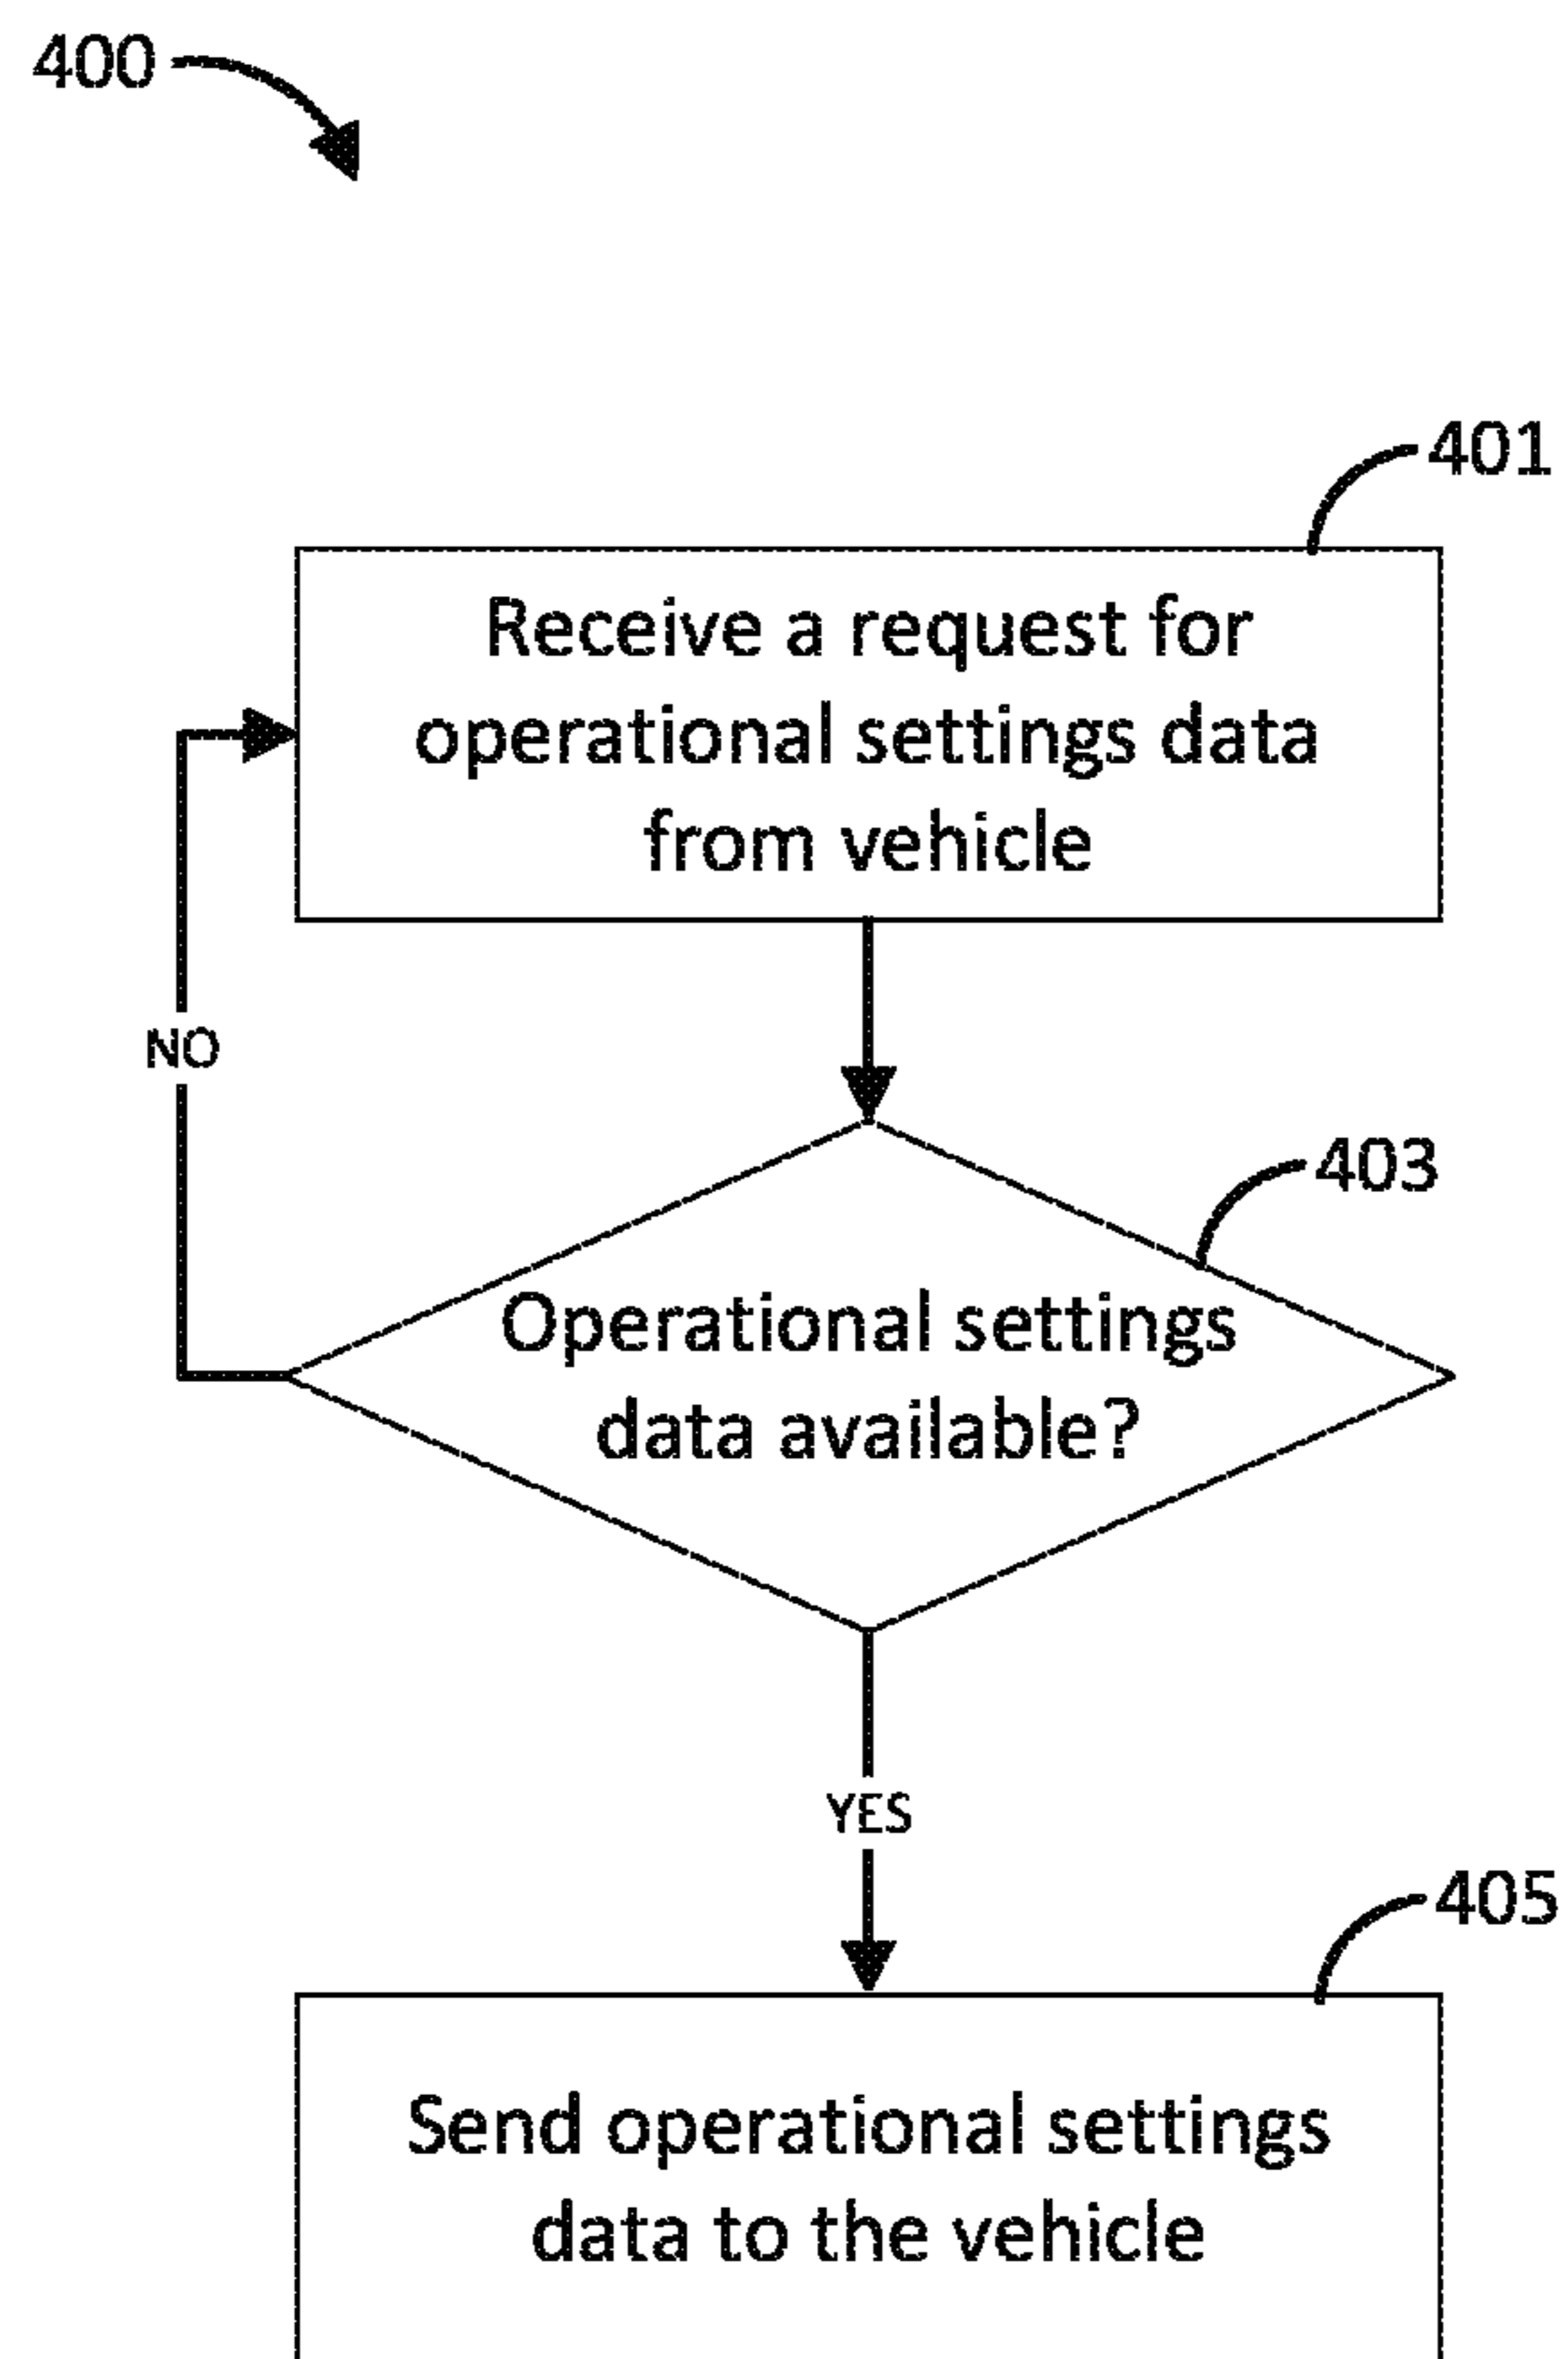 400
401
Receive a request for
operational settings data
from vehicle
NO
403
Operational settings
data available?
YES
405
Send operational settings
data to the vehicle